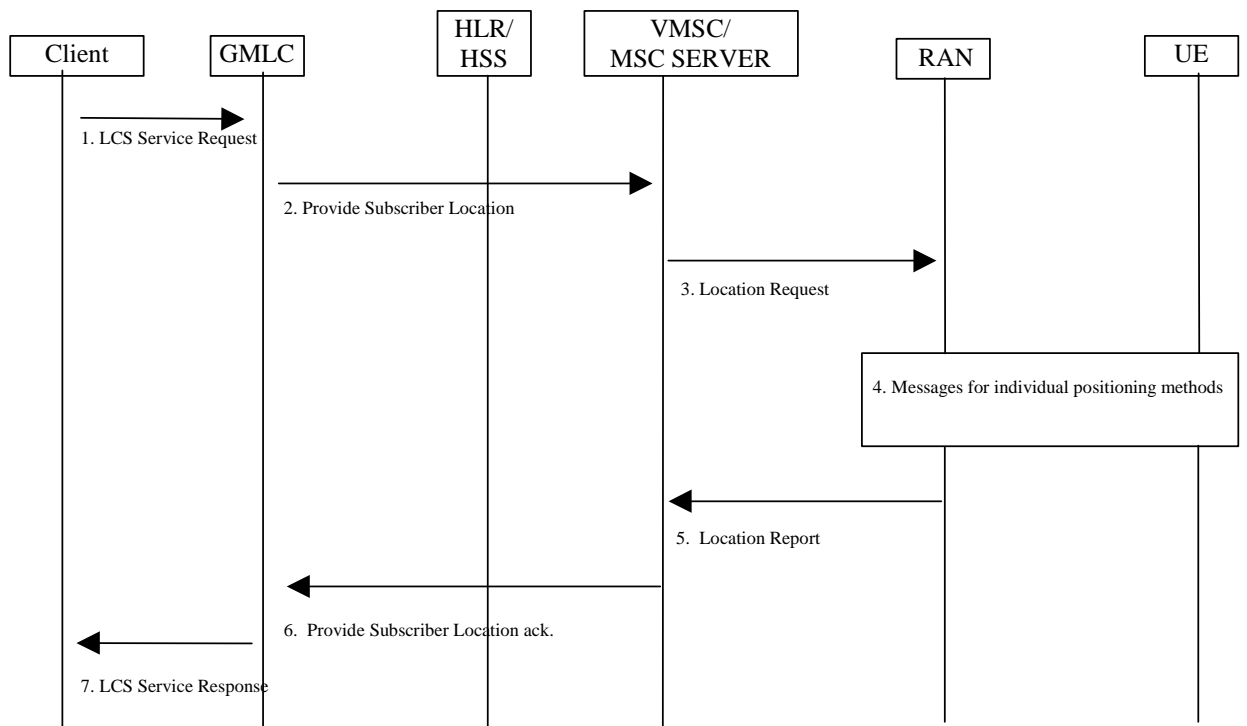 Client
GMLC
HLR/
HSS
VMSC/
MSC SERVER
RAN
UE
1. LCS Service Request
2. Provide Subscriber Location
3. Location Request
4. Messages for individual positioning methods
5. Location Report
6. Provide Subscriber Location ack.
7. LCS Service Response